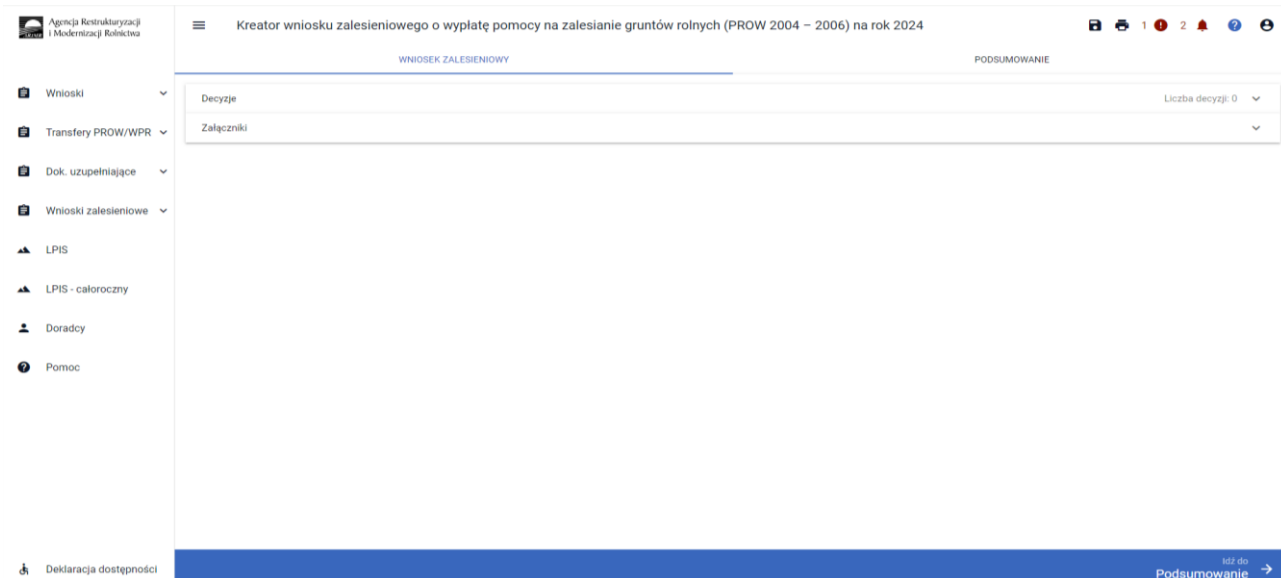 Agencja Restrukturyzacji
i Modernizacji Rolnictwa
Kreator wniosku zalesieniowego o wypłatę pomocy na zalesianie gruntów rolnych (PROW 2004 – 2006) na rok 2024
1
2
WNIOSEK ZALESIENIOWY
PODSUMOWANIE
Wnioski
Transfery PROW/WPR
Dok. uzupełniające
Wnioski zalesieniowe
LPIS
LPIS - całoroczny
Doradcy
Pomoc
Deklaracja dostępności
Decyzje
Liczba decyzji: 0
Załączniki
Idź do
Podsumowanie